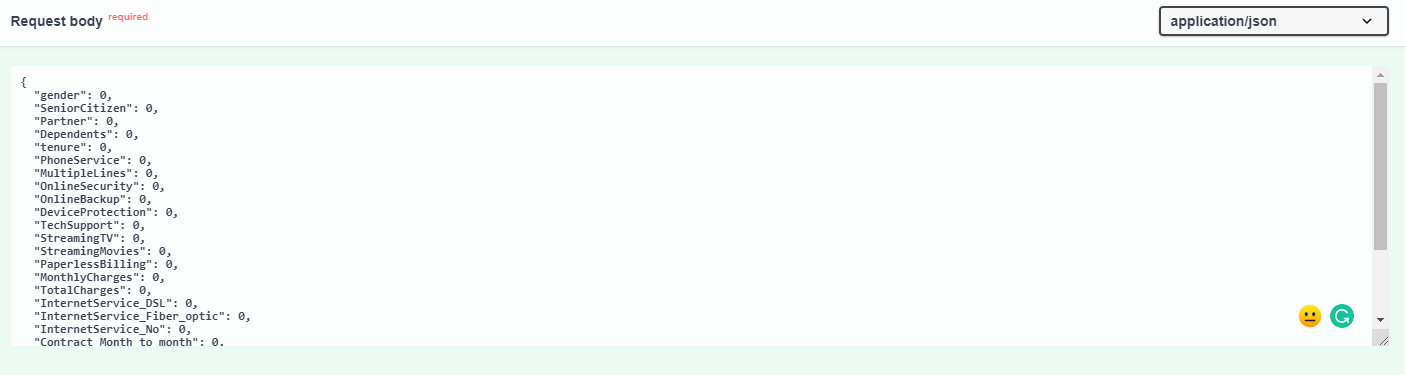 Request body required
application/json
{
"gender": 0,
"SeniorCitizen": 0,
"Partner": 0,
"Dependents": 0,
"tenure": 0,
"PhoneService": 0,
"MultipleLines": 0,
"OnlineSecurity": 0,
"OnlineBackup": 0,
"DeviceProtection": 0,
"TechSupport": 0,
"StreamingTV": 0,
"StreamingMovies": 0,
"PaperlessBilling": 0,
"MonthlyCharges": 0,
"TotalCharges": 0,
"InternetService_DSL": 0,
"InternetService_Fiber_optic": 0,
"InternetService_No": 0,
"Contract_Month_to_month": 0,